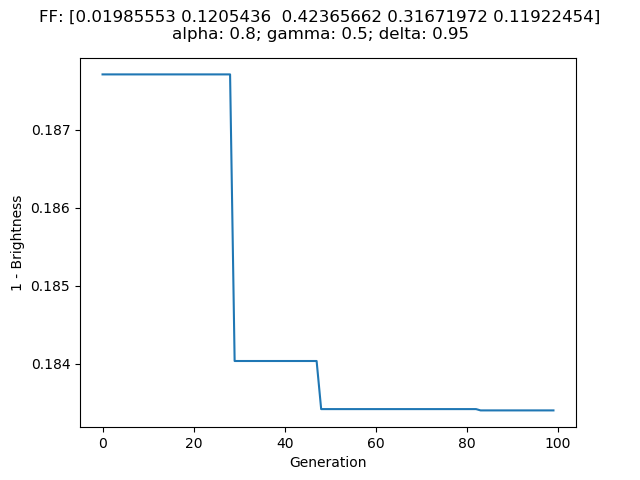 FF: [0.01985553 0.1205436  0.42365662 0.31671972 0.11922454]
alpha: 0.8; gamma: 0.5; delta: 0.95
0.187
0.186
0.185
0.184
1 - Brightness
0 20 40 60 80 100
Generation